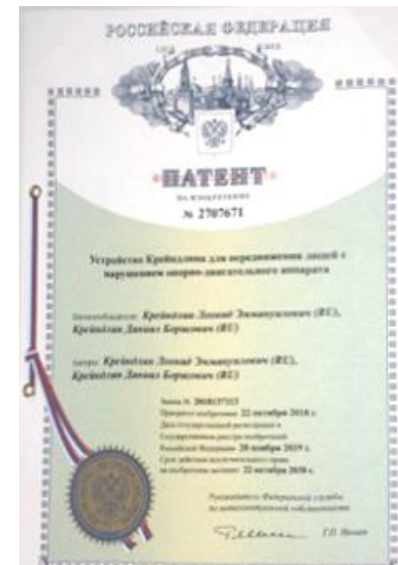 РОССИЙСКАЯ ФЕДЕРАЦИЯ
ПАТЕНТ
НА ИЗОБРЕТЕНИЕ
№ 2707671
Устройство Крейндлина для передвижения людей с
нарушением опорно-двигательного аппарата
Патентообладатели: Крейндлин Леонид Эммануилович (RU),
Крейндлин Даниил Борисович (RU)
Авторы: Крейндлин Леонид Эммануилович (RU),
Крейндлин Даниил Борисович (RU)
Заявка № 2018137313
Приоритет изобретения 22 октября 2018 г.
Дата государственной регистрации в
Государственном реестре изобретений
Российской Федерации 28 ноября 2019 г.
Срок действия исключительного права
на изобретение истекает 22 октября 2038 г.
Руководитель Федеральной службы
по интеллектуальной собственности
Г.П. Ивлиев